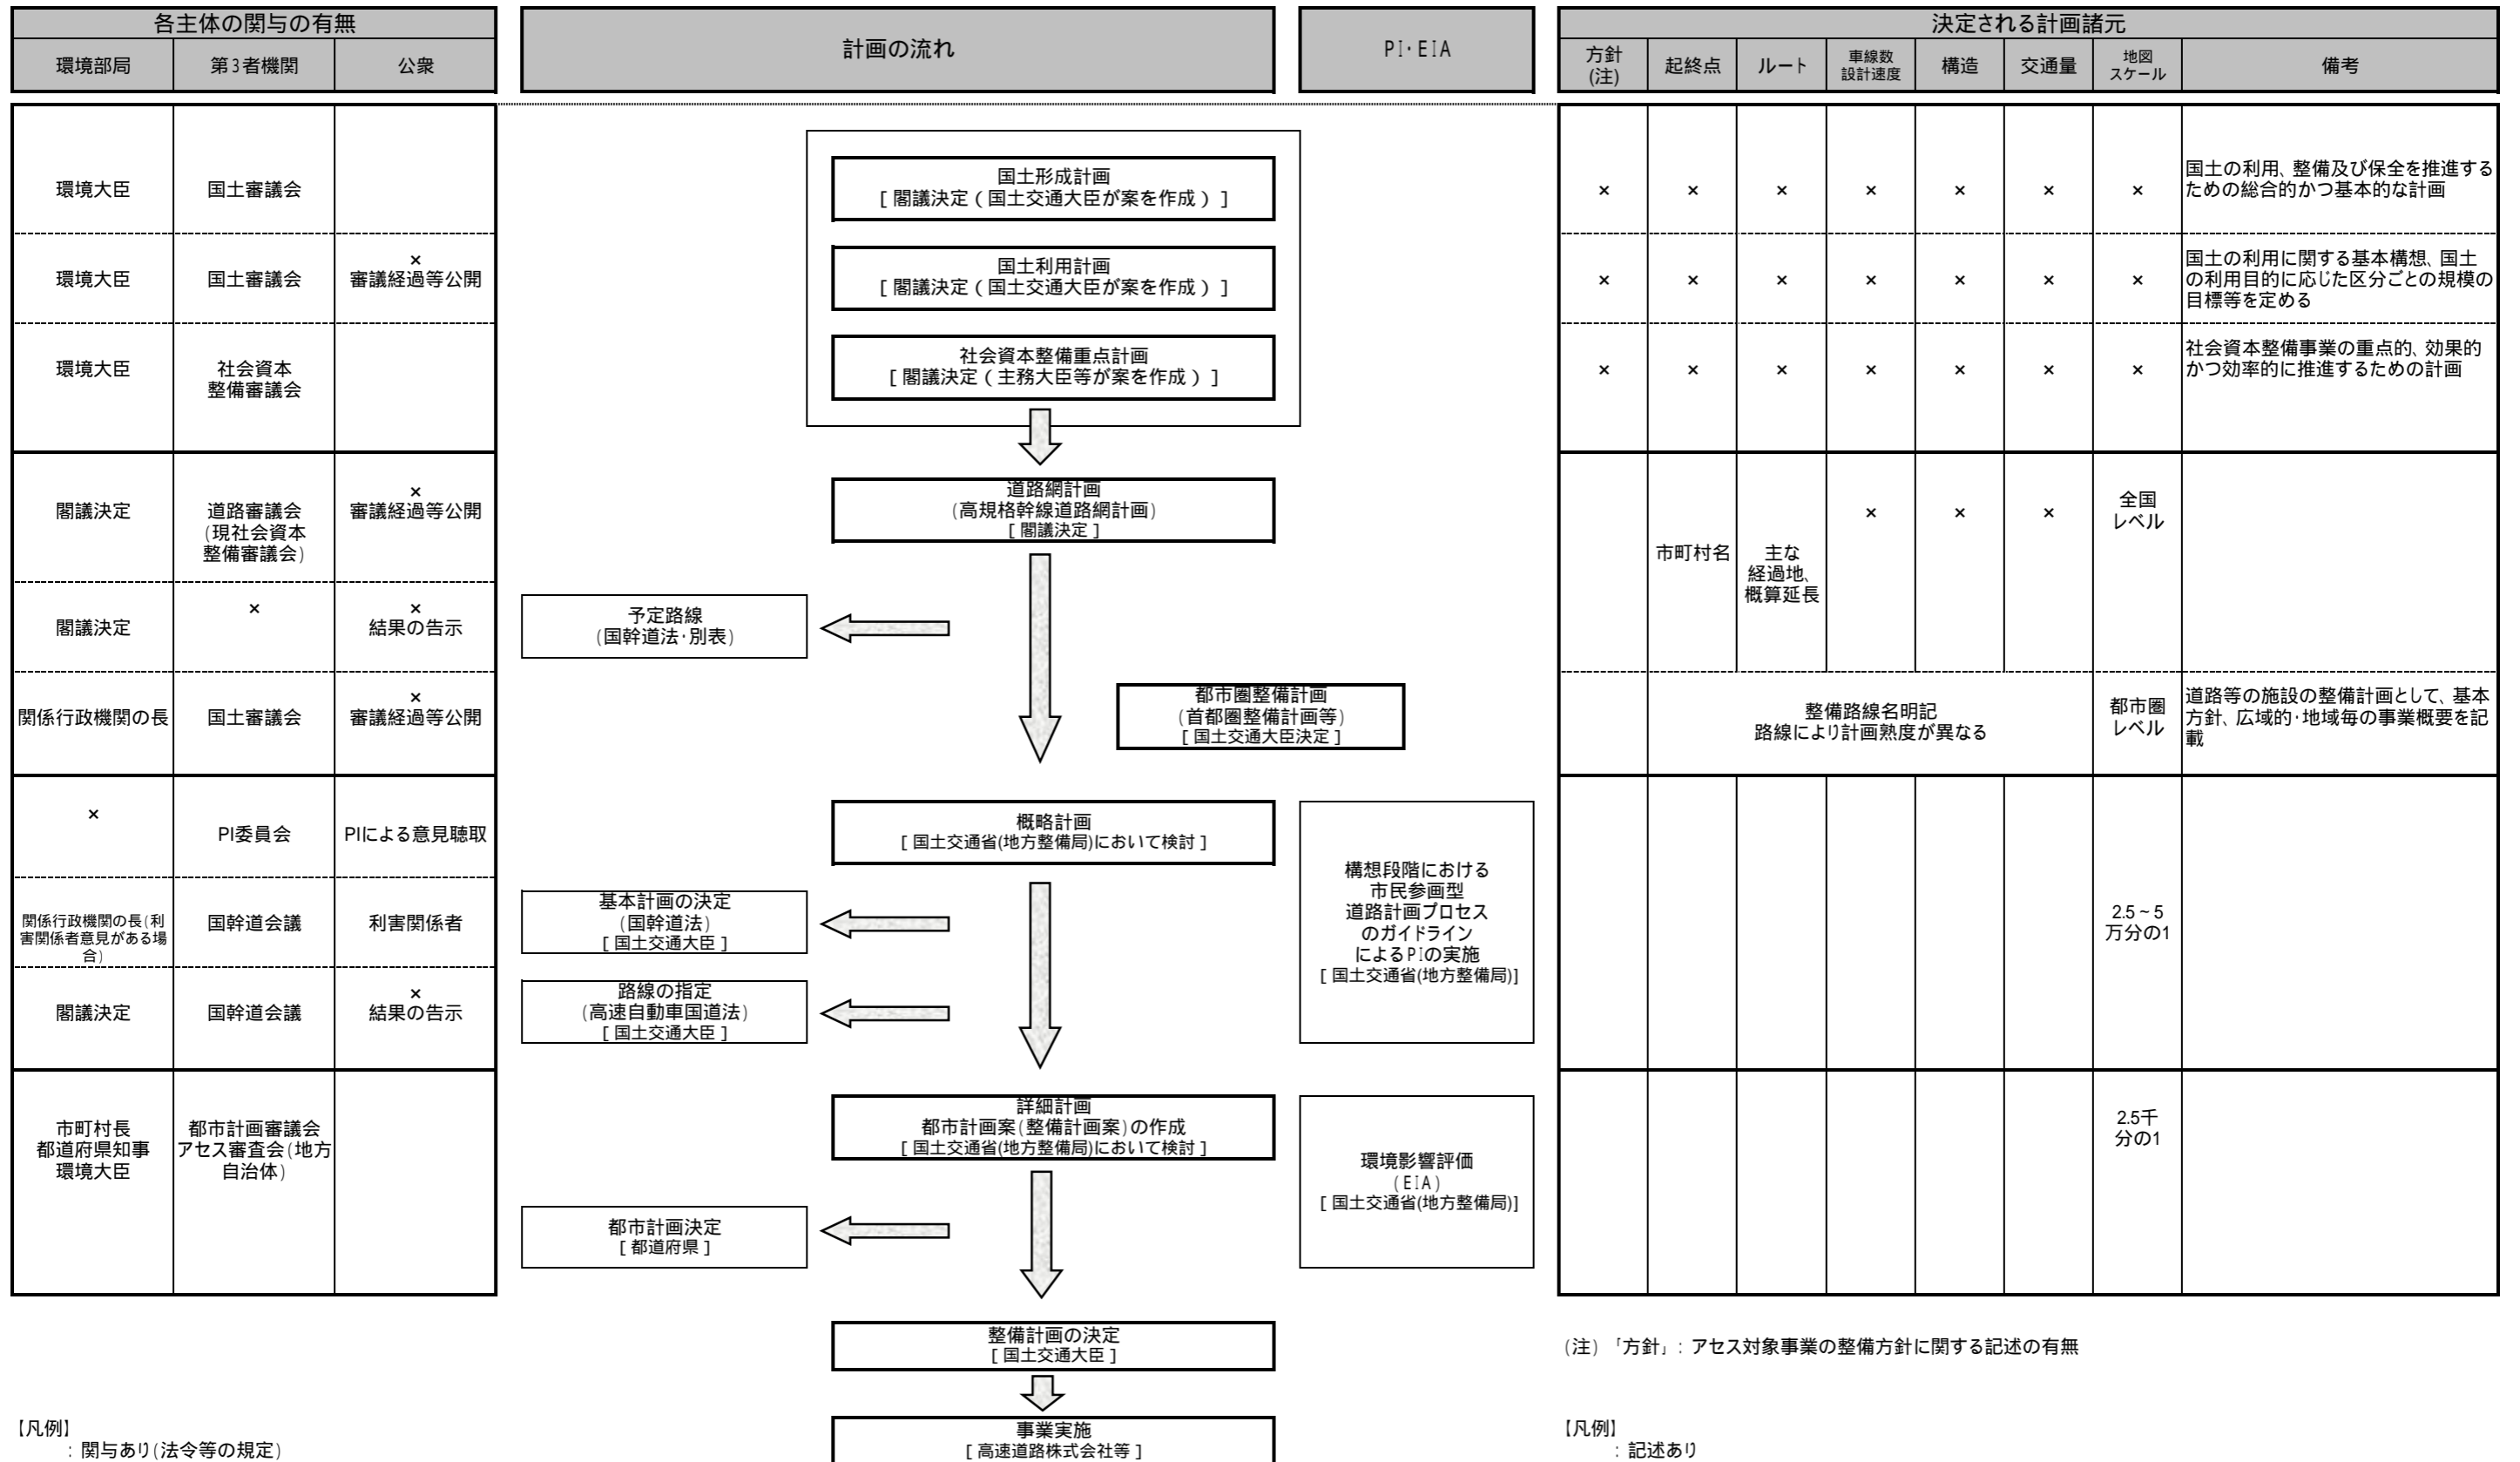 各主体の関与の有無
環境部局 第3者機関 公衆
計画の流れ
PI・EIA
決定される計画諸元
方針
(注)
起終点
ルート
車線数
設計速度
構造
交通量
地図
スケール
備考
環境大臣 国土審議会
国土形成計画
[ 閣議決定 ( 国土交通大臣が案を作成 ) ]
× × × × × × ×
国土の利用、整備及び保全を推進する
ための総合的かつ基本的な計画
環境大臣 国土審議会
×
審議経過等公開
国土利用計画
[ 閣議決定 ( 国土交通大臣が案を作成 ) ]
× × × × × × ×
国土の利用に関する基本構想、国土
の利用目的に応じた区分ごとの規模の
目標等を定める
環境大臣
社会資本
整備審議会
社会資本整備重点計画
[ 閣議決定 ( 主務大臣等が案を作成 ) ]
× × × × × × ×
社会資本整備事業の重点的、効果的
かつ効率的に推進するための計画
閣議決定
道路審議会
(現社会資本
整備審議会)
×
審議経過等公開
道路網計画
(高規格幹線道路網計画)
[ 閣議決定 ]
市町村名
主な
経過地、
概算延長
× × ×
全国
レベル
閣議決定
×
×
結果の告示
予定路線
(国幹道法・別表)
関係行政機関の長 国土審議会
×
審議経過等公開
都市圏整備計画
(首都圏整備計画等)
[ 国土交通大臣決定 ]
整備路線名明記
路線により計画熟度が異なる
都市圏
レベル
道路等の施設の整備計画として、基本
方針、広域的・地域毎の事業概要を記
載
×
PI委員会 PIによる意見聴取
概略計画
[ 国土交通省(地方整備局)において検討 ]
構想段階における
市民参画型
道路計画プロセス
のガイドライン
によるPIの実施
[ 国土交通省(地方整備局)]
関係行政機関の長(利
害関係者意見がある場
合)
国幹道会議 利害関係者
基本計画の決定
(国幹道法)
[ 国土交通大臣 ]
2.5~5
万分の1
閣議決定 国幹道会議
×
結果の告示
路線の指定
(高速自動車国道法)
[ 国土交通大臣 ]
市町村長
都道府県知事
環境大臣
都市計画審議会
アセス審査会(地方
自治体)
詳細計画
都市計画案(整備計画案)の作成
[ 国土交通省(地方整備局)において検討 ]
環境影響評価
(EIA)
[ 国土交通省(地方整備局)]
2.5千
分の1
都市計画決定
[ 都道府県 ]
整備計画の決定
[ 国土交通大臣 ]
(注)「方針」: アセス対象事業の整備方針に関する記述の有無
事業実施
[ 高速道路株式会社等 ]
【凡例】
: 関与あり(法令等の規定)
【凡例】
: 記述あり